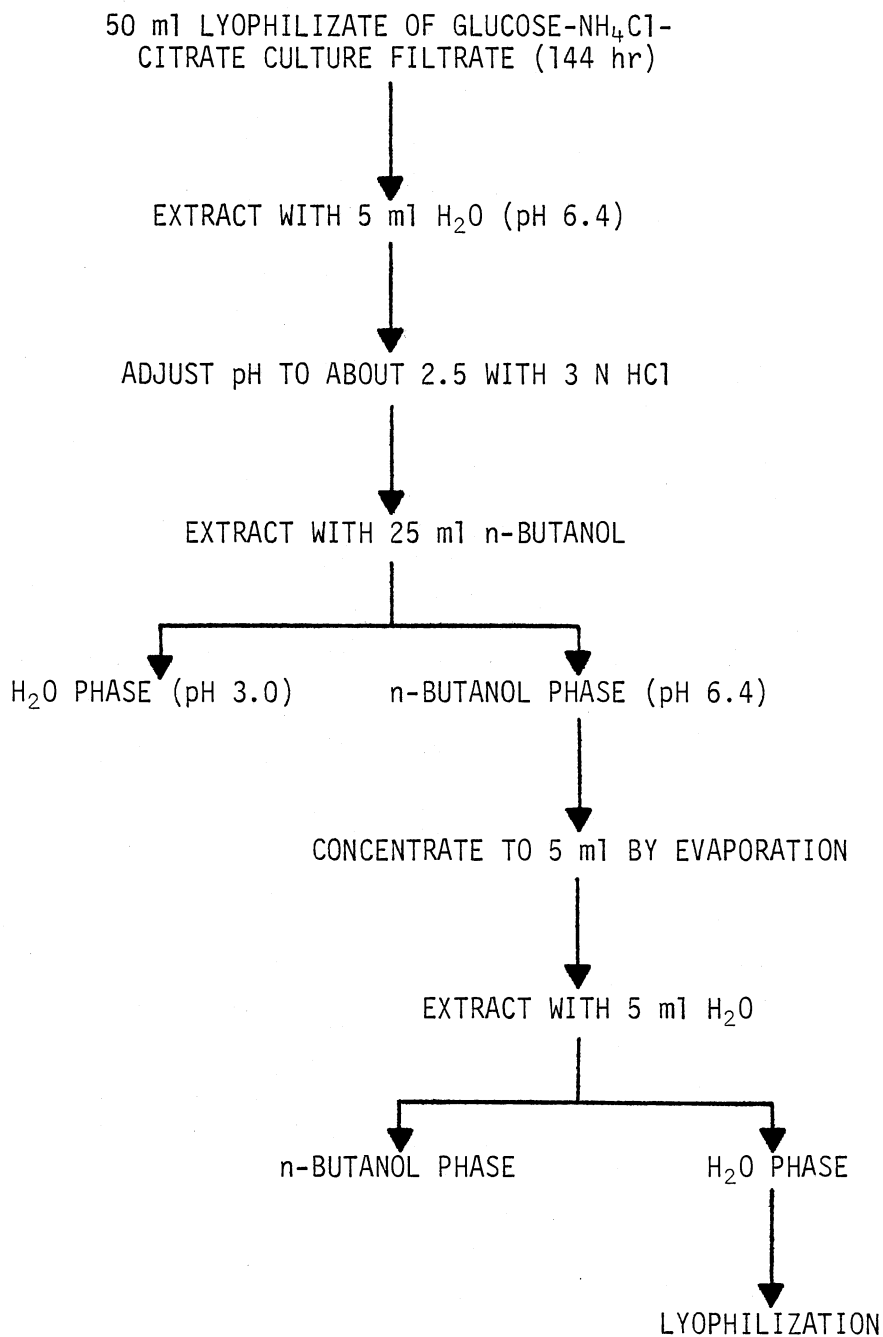 50 ml LYOPHILIZATE OF GLUCOSE-NH₄Cl-
CITRATE CULTURE FILTRATE (144 hr)
EXTRACT WITH 5 ml H₂O (pH 6.4)
ADJUST pH TO ABOUT 2.5 WITH 3 N HCl
EXTRACT WITH 25 ml n-BUTANOL
H₂O PHASE (pH 3.0)
n-BUTANOL PHASE (pH 6.4)
CONCENTRATE TO 5 ml BY EVAPORATION
EXTRACT WITH 5 ml H₂O
n-BUTANOL PHASE
H₂O PHASE
LYOPHILIZATION